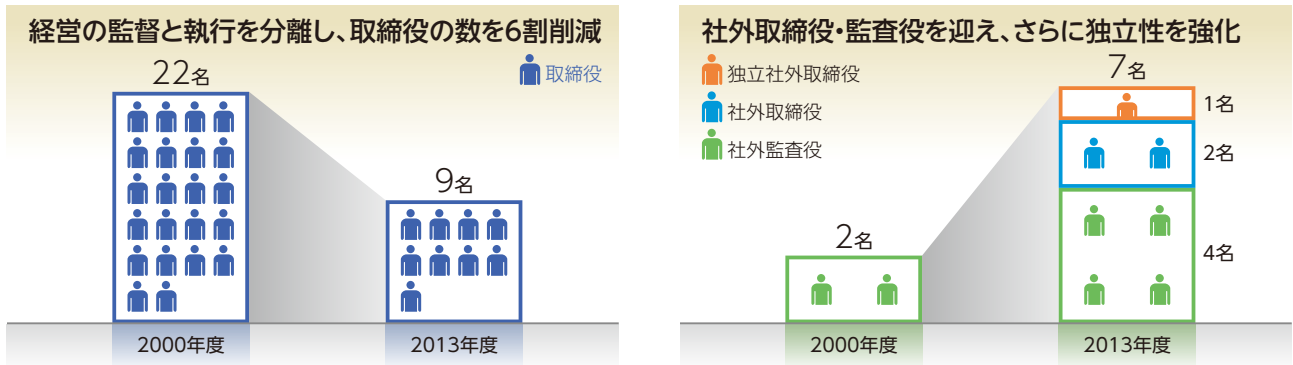 経営の監督と執行を分離し、取締役の数を6割削減
取締役
22名
9名
2000年度
2013年度
社外取締役・監査役を迎え、さらに独立性を強化
独立社外取締役
社外取締役
社外監査役
7名
1名
2名
4名
2名
2000年度
2013年度